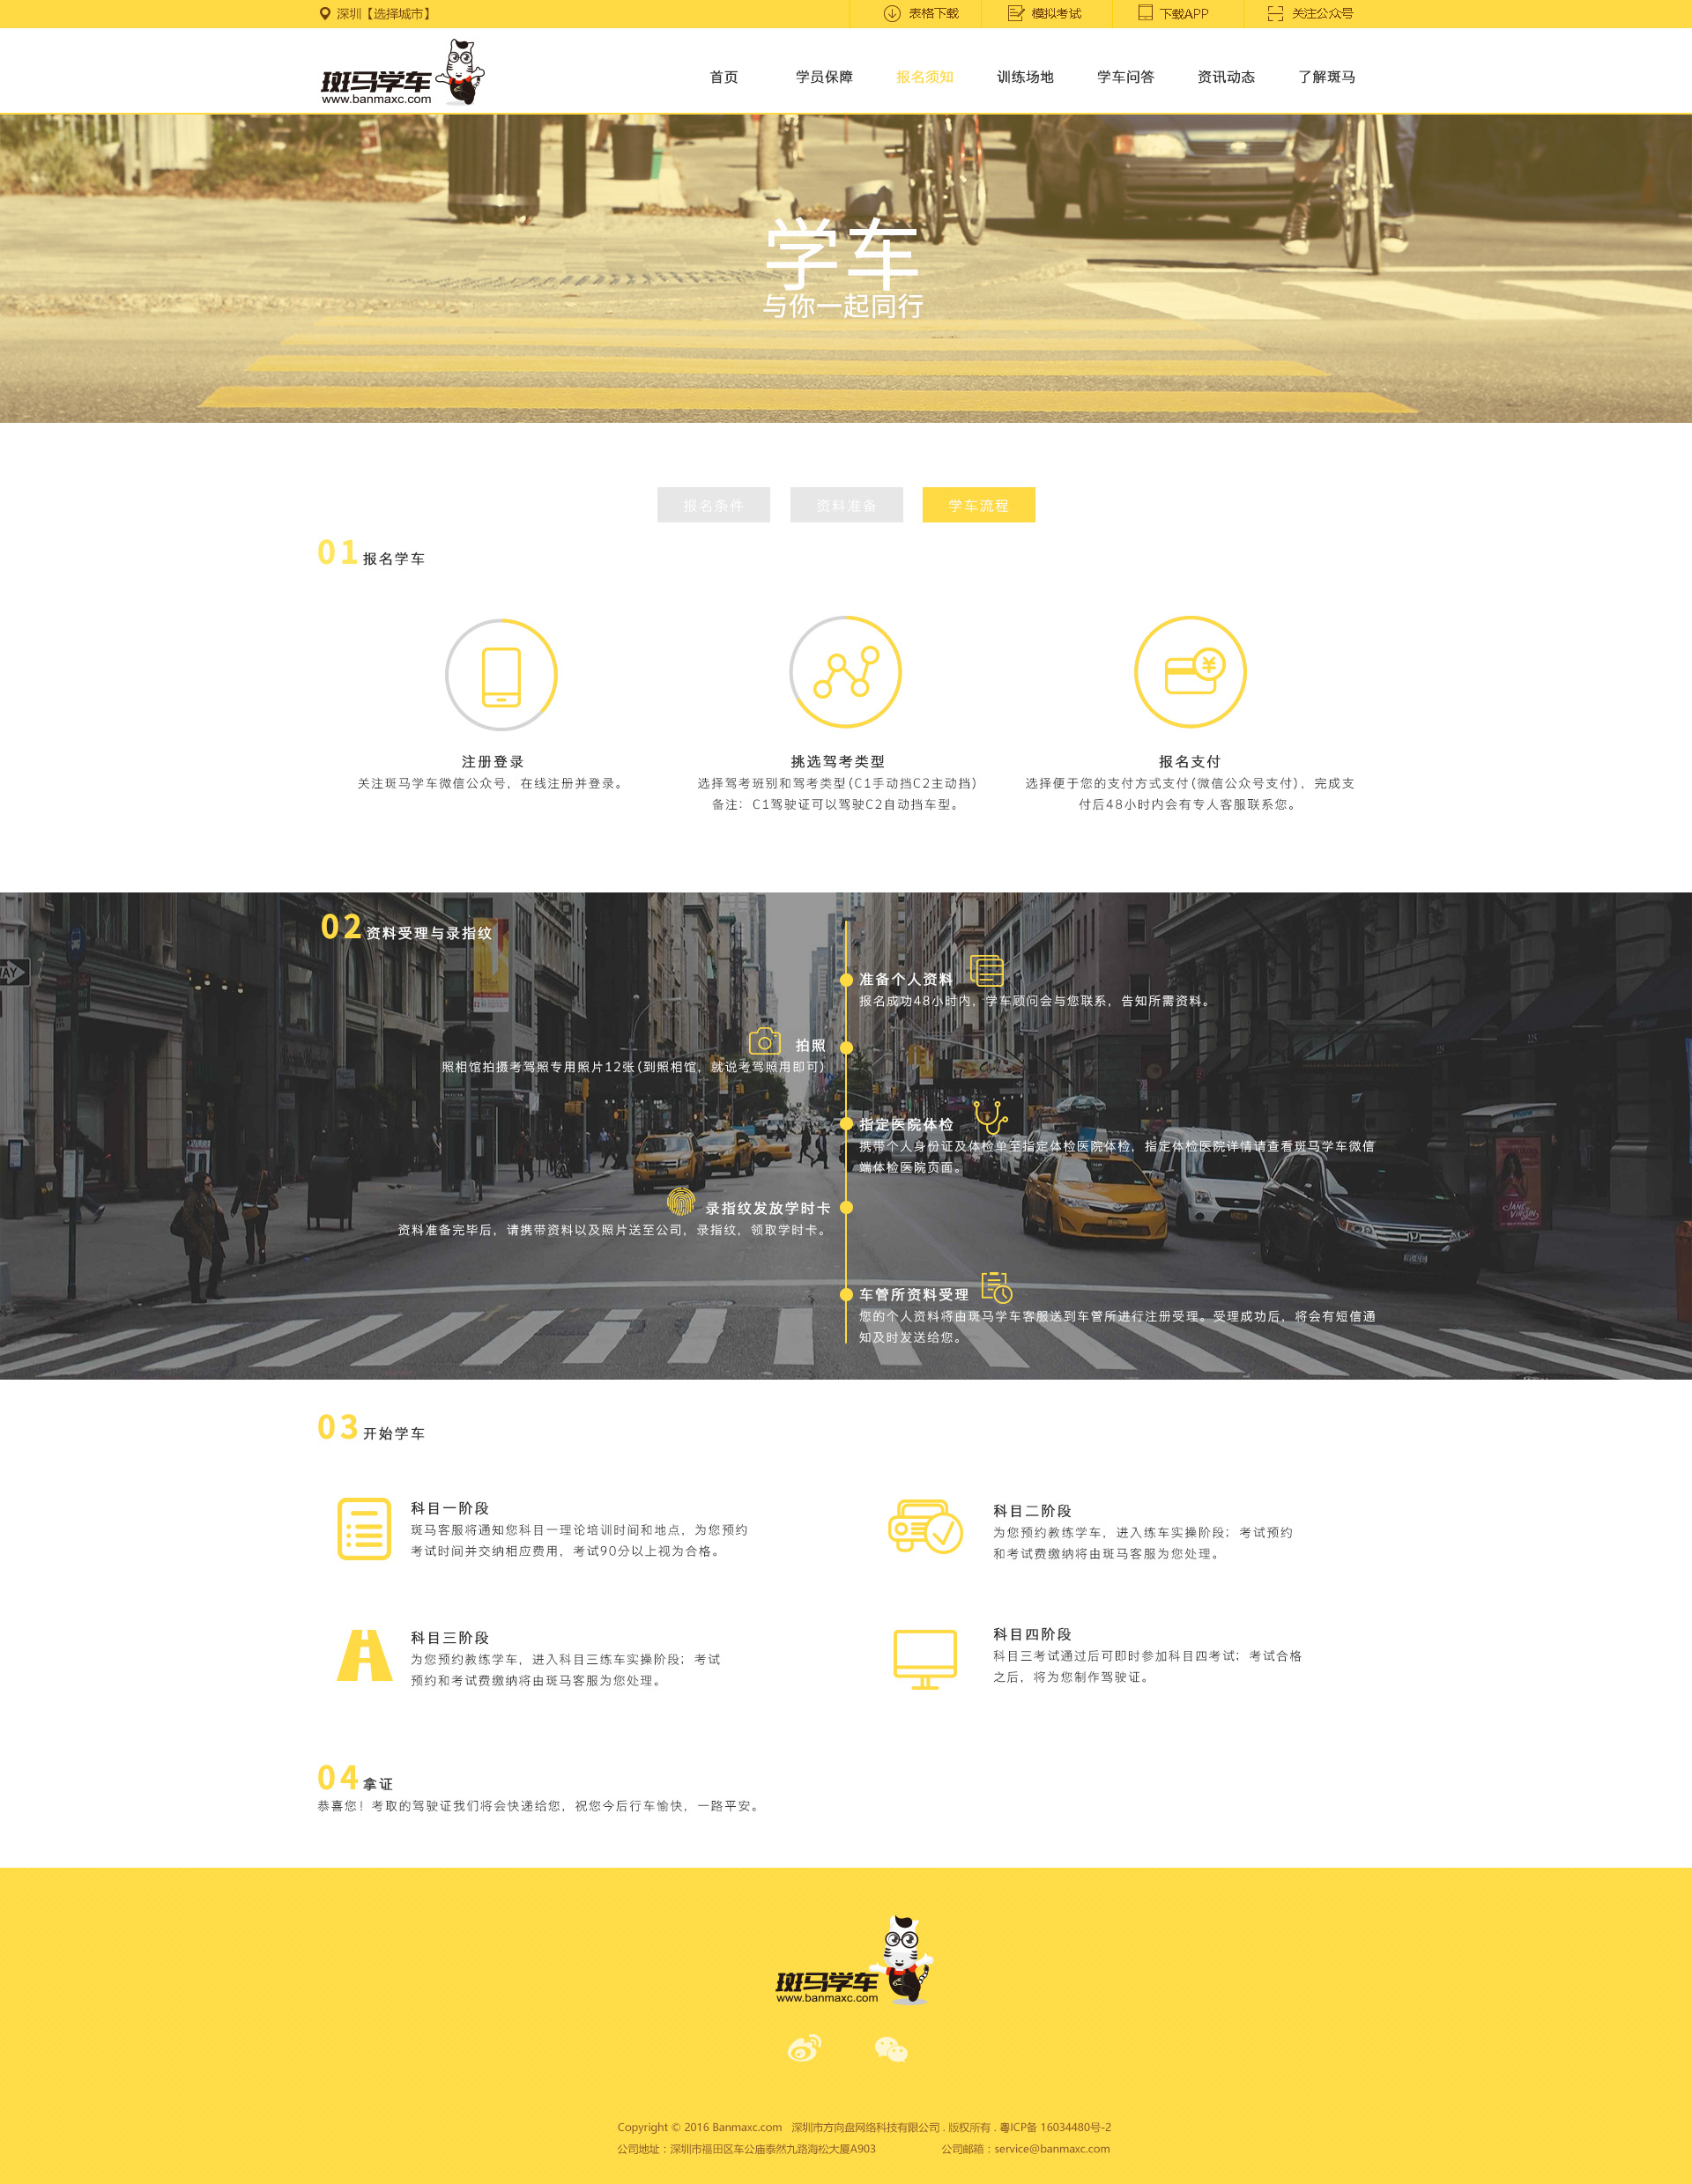 深圳【选择城市】
表格下载
模拟考试
下载APP
关注公众号
斑马学车
www.banmaxc.com
首页
学员保障
报名须知
训练场地
学车问答
资讯动态
了解斑马
学车
与你一起同行
报名条件
资料准备
学车流程
01 报名学车
注册登录
关注斑马学车微信公众号，在线注册并登录。
挑选驾考类型
选择驾考班别和驾考类型(C1手动挡C2主动挡)
备注：C1驾驶证可以驾驶C2自动挡车型。
报名支付
选择便于您的支付方式支付(微信公众号支付)，完成支
付后48小时内会有专人客服联系您。
02 资料受理与录指纹
准备个人资料
报名成功48小时内，学车顾问会与您联系，告知所需资料。
拍照
照相馆拍摄考驾照专用照片12张(到照相馆，就说考驾照用即可)
指定医院体检
携带个人身份证及体检单至指定体检医院体检，指定体检医院详情请查看斑马学车微信
端体检医院页面。
录指纹发放学时卡
资料准备完毕后，请携带资料以及照片送至公司，录指纹，领取学时卡。
车管所资料受理
您的个人资料将由斑马学车客服送到车管所进行注册受理。受理成功后，将会有短信通
知及时发送给您。
03 开始学车
科目一阶段
斑马客服将通知您科目一理论培训时间和地点，为您预约
考试时间并交纳相应费用，考试90分以上视为合格。
科目二阶段
为您预约教练学车，进入练车实操阶段；考试预约
和考试费缴纳将由斑马客服为您处理。
科目三阶段
为您预约教练学车，进入科目三练车实操阶段；考试
预约和考试费缴纳将由斑马客服为您处理。
科目四阶段
科目三考试通过后可即时参加科目四考试；考试合格
之后，将为您制作驾驶证。
04 拿证
恭喜您！考取的驾驶证我们将会快递给您，祝您今后行车愉快，一路平安。
斑马学车
www.banmaxc.com
Copyright © 2016 Banmaxc.com 深圳市方向盘网络科技有限公司 . 版权所有 . 粤ICP备 16034480号-2
公司地址：深圳市福田区车公庙泰然九路海松大厦A903 公司邮箱：service@banmaxc.com